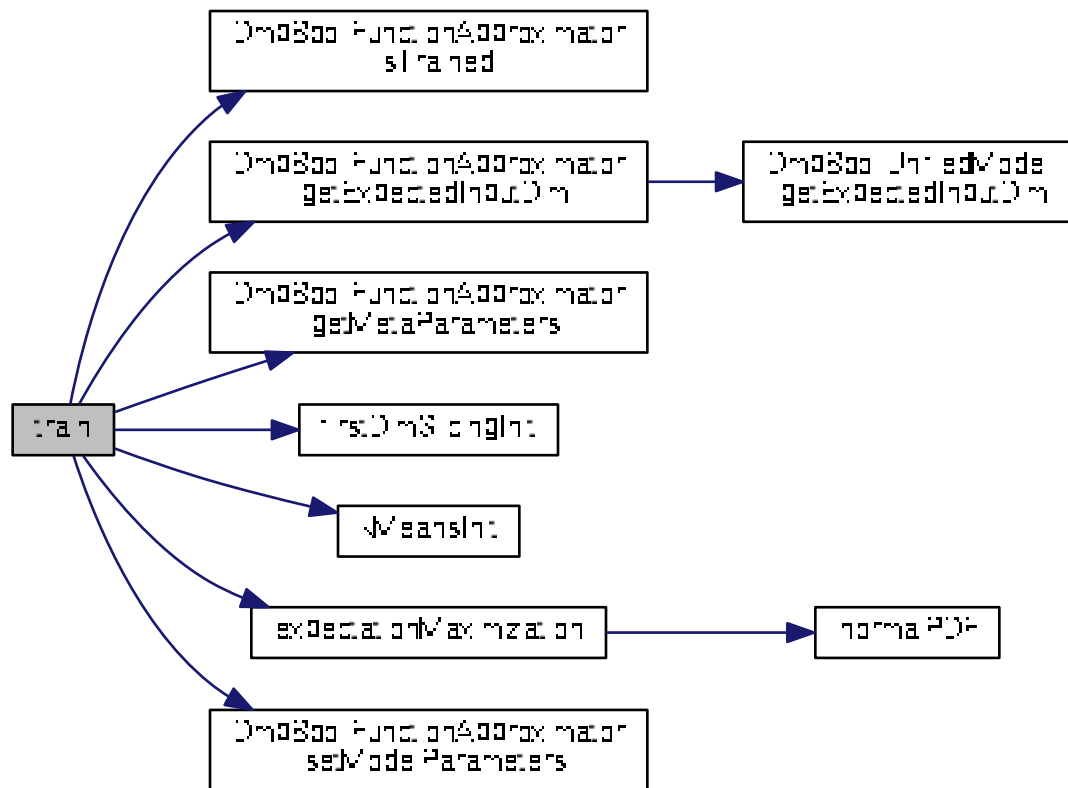 DmpBbo::FunctionApproximator
::isTrained
DmpBbo::FunctionApproximator
::getExpectedInputDim
DmpBbo::UnifiedModel
::getExpectedInputDim
DmpBbo::FunctionApproximator
::getMetaParameters
train
firstDimSlicingInit
kMeansInit
expectationMaximization
normalPDF
DmpBbo::FunctionApproximator
::setModelParameters